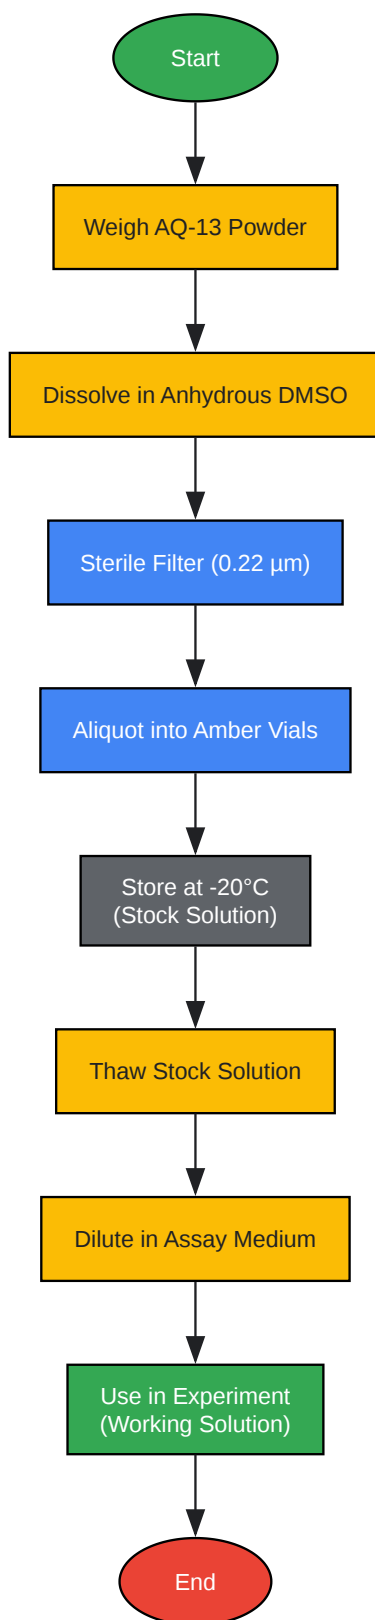 Start
Weigh AQ-13 Powder
Dissolve in Anhydrous DMSO
Sterile Filter (0.22 µm)
Aliquot into Amber Vials
Store at -20°C
(Stock Solution)
Thaw Stock Solution
Dilute in Assay Medium
Use in Experiment
(Working Solution)
End